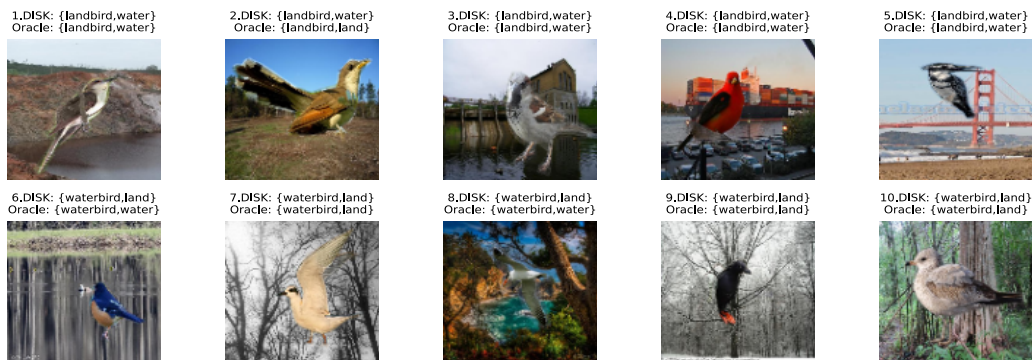 1.DISK: {landbird,water}
Oracle: {landbird,water}
2.DISK: {landbird,water}
Oracle: {landbird,land}
3.DISK: {landbird,water}
Oracle: {landbird,water}
4.DISK: {landbird,water}
Oracle: {landbird,water}
5.DISK: {landbird,water}
Oracle: {landbird,water}
6.DISK: {waterbird,land}
Oracle: {waterbird,water}
7.DISK: {waterbird,land}
Oracle: {waterbird,land}
8.DISK: {waterbird,land}
Oracle: {waterbird,water}
9.DISK: {waterbird,land}
Oracle: {waterbird,land}
10.DISK: {waterbird,land}
Oracle: {waterbird,land}